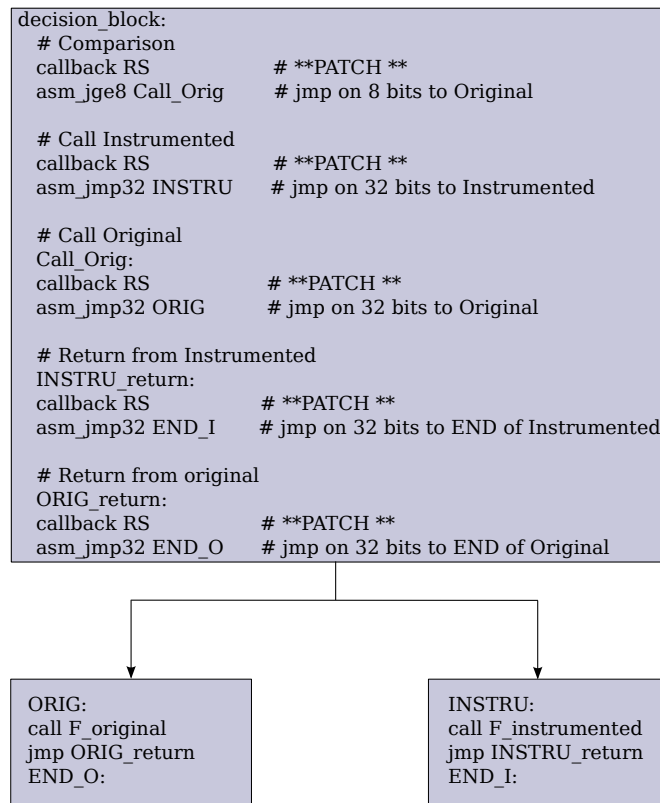 decision_block:
# Comparison
callback RS # **PATCH **
asm_jge8 Call_Orig # jmp on 8 bits to Original
# Call Instrumented
callback RS # **PATCH **
asm_jmp32 INSTRU # jmp on 32 bits to Instrumented
# Call Original
Call_Orig:
callback RS # **PATCH **
asm_jmp32 ORIG # jmp on 32 bits to Original
# Return from Instrumented
INSTRU_return:
callback RS # **PATCH **
asm_jmp32 END_I # jmp on 32 bits to END of Instrumented
# Return from original
ORIG_return:
callback RS # **PATCH **
asm_jmp32 END_O # jmp on 32 bits to END of Original
ORIG:
call F_original
jmp ORIG_return
END_O:
INSTRU:
call F_instrumented
jmp INSTRU_return
END_I: